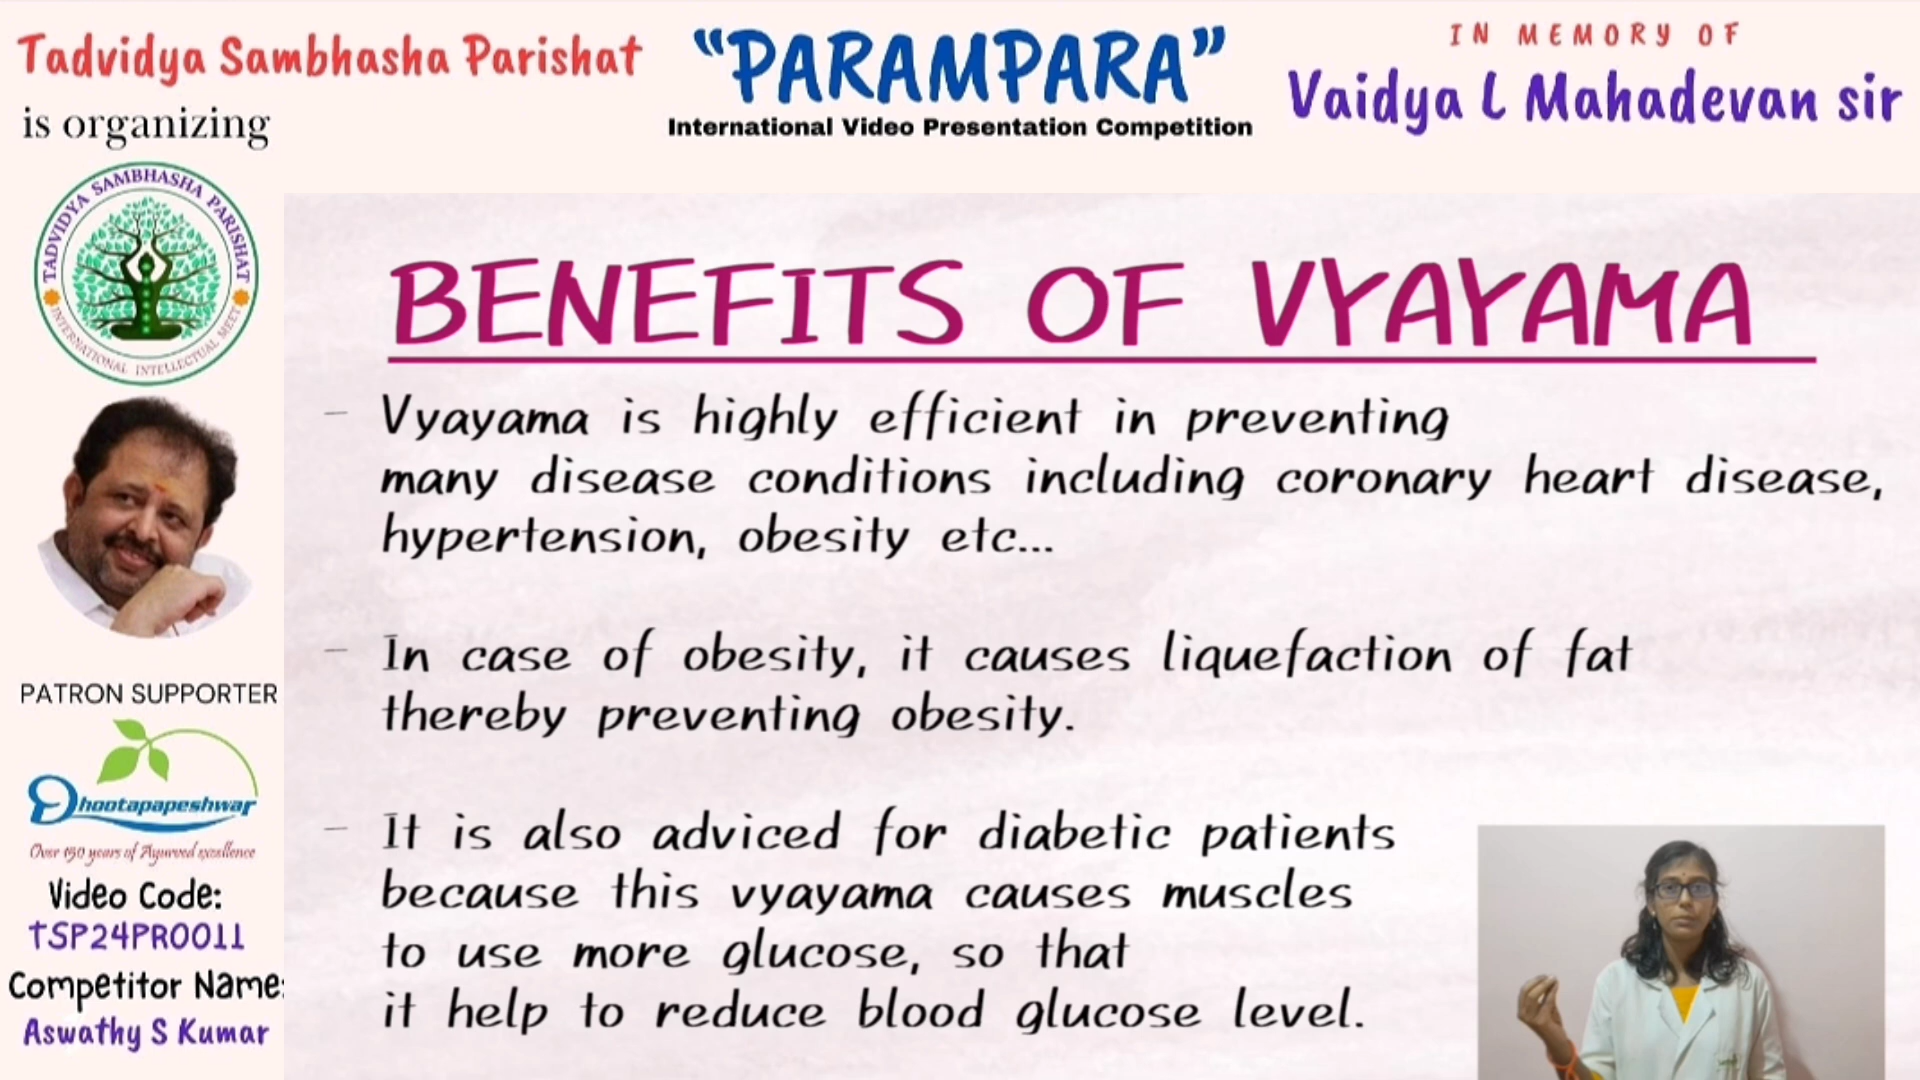 Tadvidya Sambhasha Parishat
is organizing
"PARAMPARA"
International Video Presentation Competition
IN MEMORY OF
Vaidya L Mahadevan sir
TADVIDYA SAMBHASHA PARISHAT
INTERNATIONAL INTELLECTUAL MEET
PATRON SUPPORTER
Dhootapapeshwar
Over 150 years of Ayurved excellence
Video Code:
TSP24PR0011
Competitor Name:
Aswathy S Kumar
BENEFITS OF VYAYAMA
– Vyayama is highly efficient in preventing
many disease conditions including coronary heart disease,
hypertension, obesity etc...
– In case of obesity, it causes liquefaction of fat
thereby preventing obesity.
– It is also adviced for diabetic patients
because this vyayama causes muscles
to use more glucose, so that
it help to reduce blood glucose level.